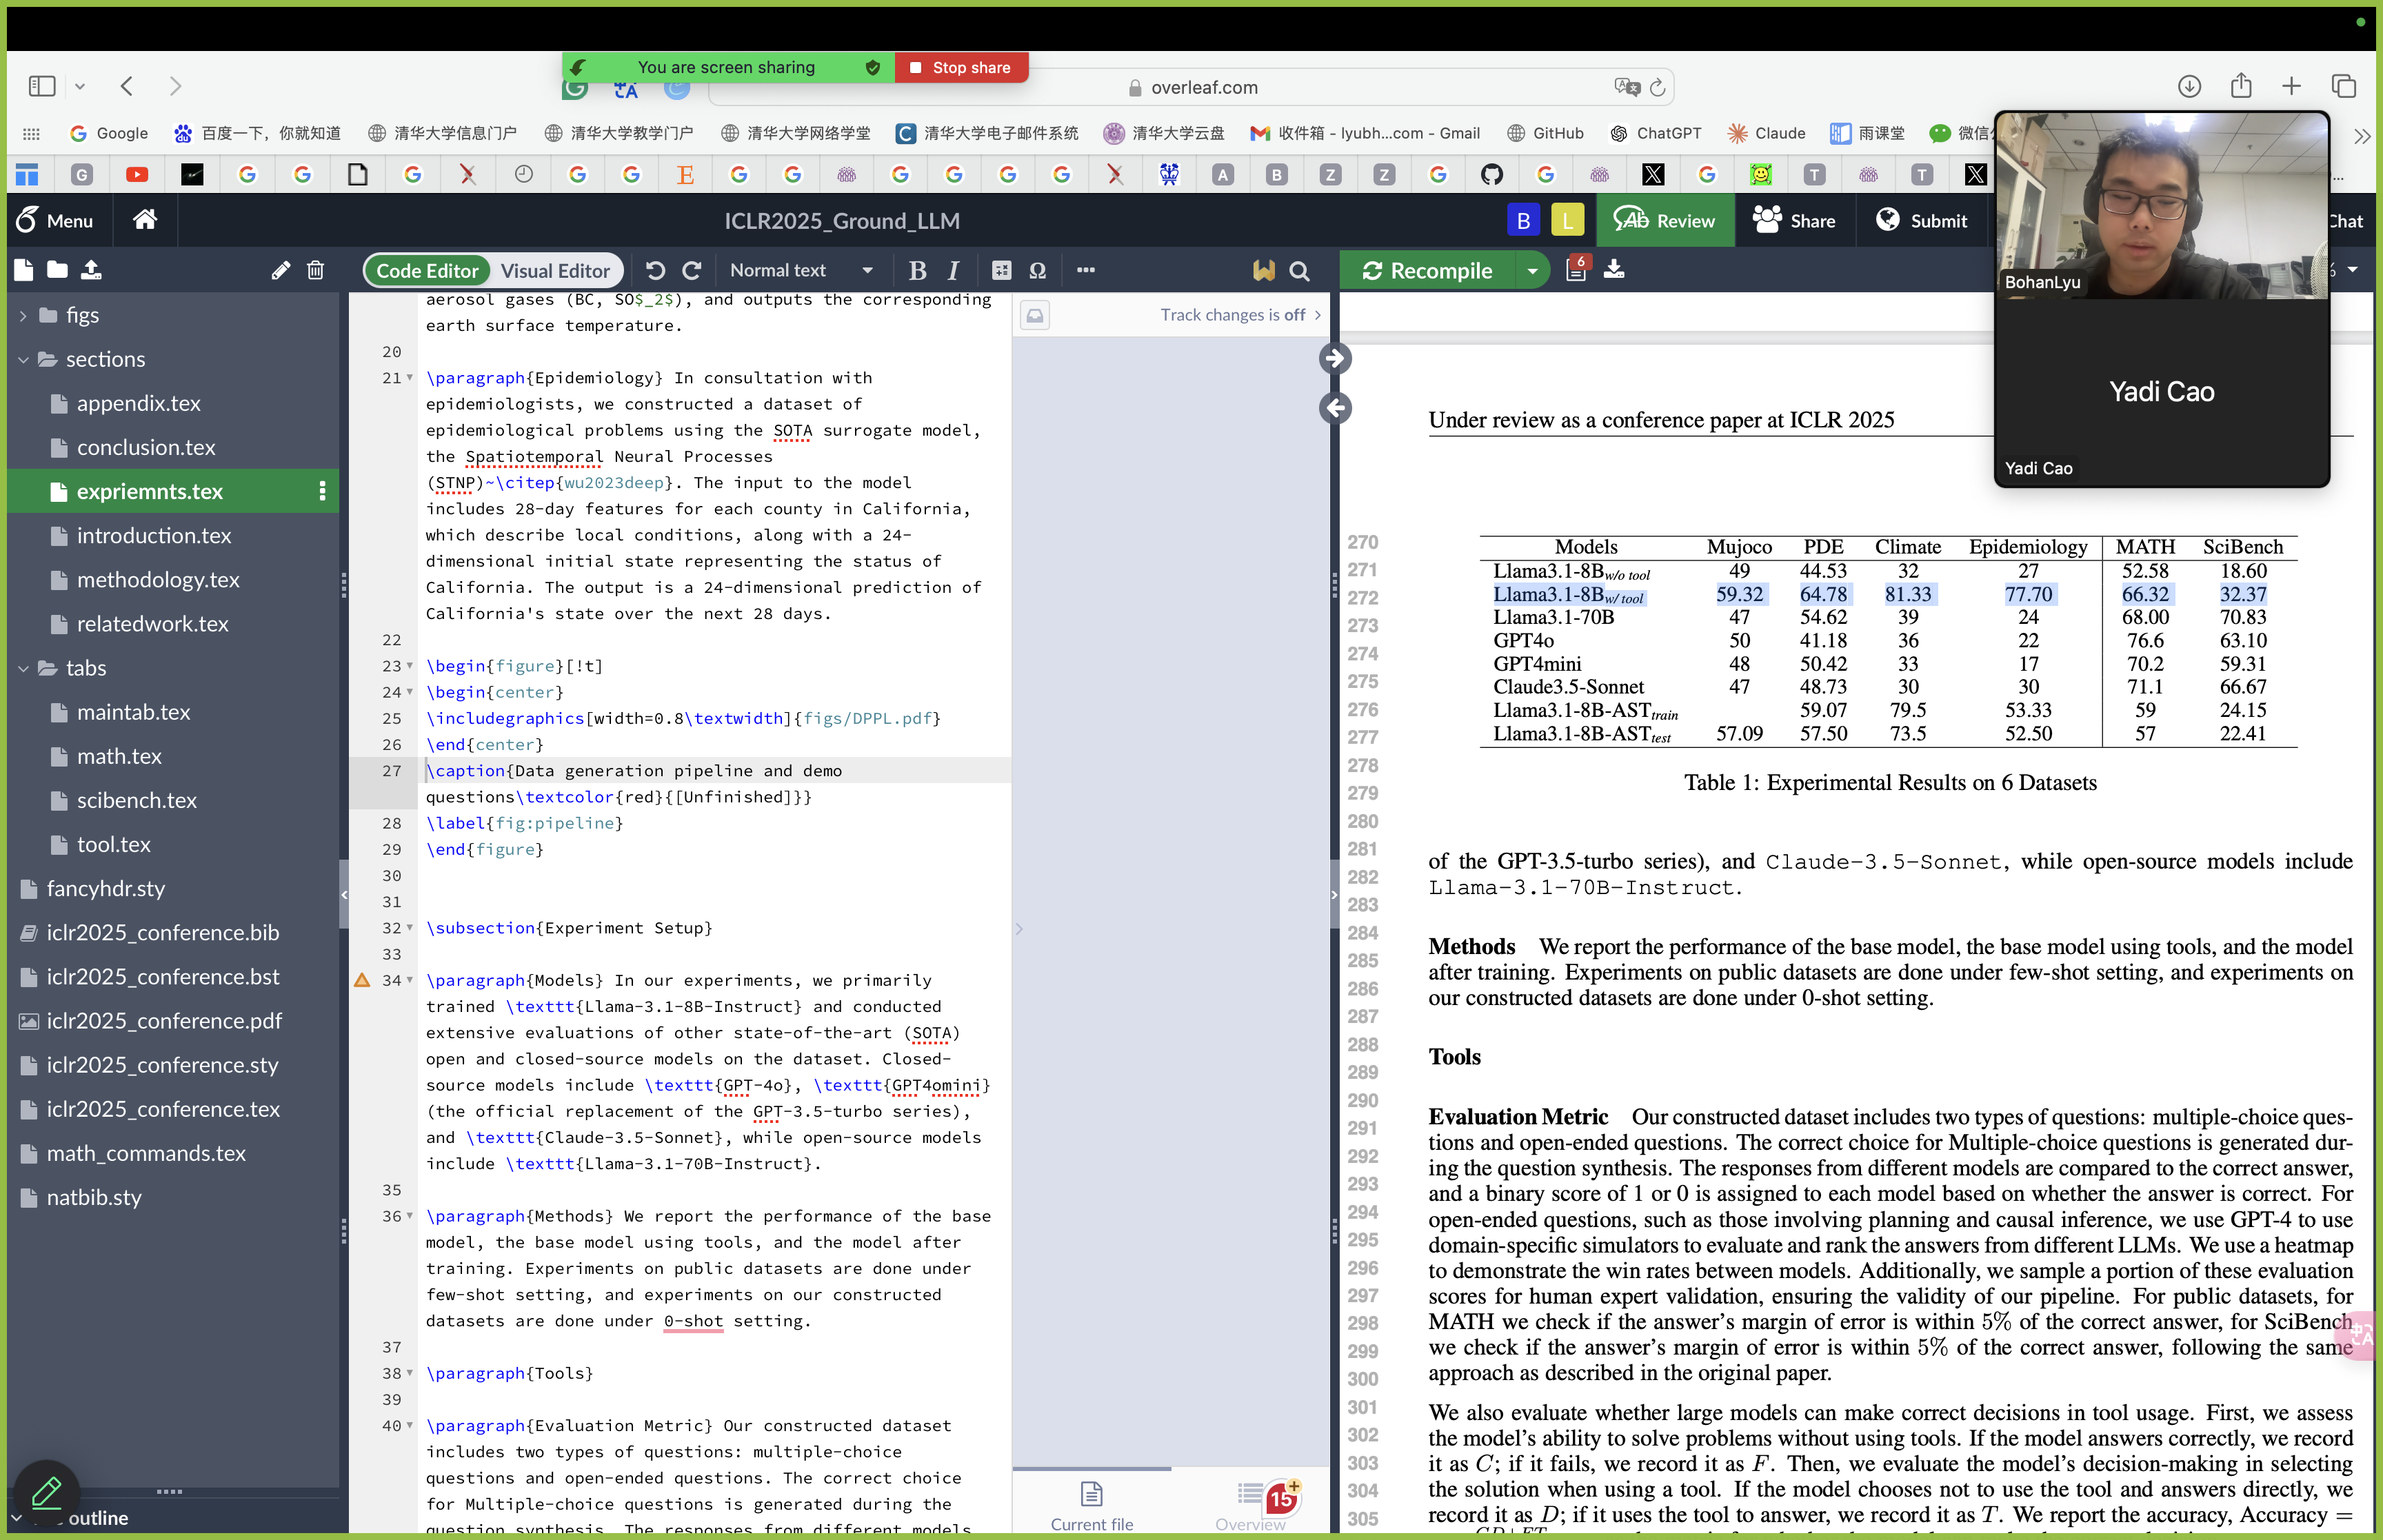 You are screen sharing
Stop share
overleaf.com
Google
百度一下，你就知道
清华大学信息门户
清华大学教学门户
清华大学网络学堂
清华大学电子邮件系统
清华大学云盘
收件箱 - lyubh...com - Gmail
GitHub
ChatGPT
Claude
雨课堂
微信
Menu
ICLR2025_Ground_LLM
B
L
Review
Share
Submit
Chat
BohanLyu
Yadi Cao
Yadi Cao
Code Editor
Visual Editor
Normal text
B
I
Ω
Recompile
6
figs
sections
appendix.tex
conclusion.tex
expriemnts.tex
introduction.tex
methodology.tex
relatedwork.tex
tabs
maintab.tex
math.tex
scibench.tex
tool.tex
fancyhdr.sty
iclr2025_conference.bib
iclr2025_conference.bst
iclr2025_conference.pdf
iclr2025_conference.sty
iclr2025_conference.tex
math_commands.tex
natbib.sty
outline
aerosol gases (BC, SO$_2$), and outputs the corresponding
earth surface temperature.
20
21 \paragraph{Epidemiology} In consultation with
epidemiologists, we constructed a dataset of
epidemiological problems using the SOTA surrogate model,
the Spatiotemporal Neural Processes
(STNP)~\citep{wu2023deep}. The input to the model
includes 28-day features for each county in California,
which describe local conditions, along with a 24-
dimensional initial state representing the status of
California. The output is a 24-dimensional prediction of
California's state over the next 28 days.
22
23 \begin{figure}[!t]
24 \begin{center}
25 \includegraphics[width=0.8\textwidth]{figs/DPPL.pdf}
26 \end{center}
27 \caption{Data generation pipeline and demo
questions\textcolor{red}{[Unfinished]}}
28 \label{fig:pipeline}
29 \end{figure}
30
31
32 \subsection{Experiment Setup}
33
34 \paragraph{Models} In our experiments, we primarily
trained \texttt{Llama-3.1-8B-Instruct} and conducted
extensive evaluations of other state-of-the-art (SOTA)
open and closed-source models on the dataset. Closed-
source models include \texttt{GPT-4o}, \texttt{GPT4omini}
(the official replacement of the GPT-3.5-turbo series),
and \texttt{Claude-3.5-Sonnet}, while open-source models
include \texttt{Llama-3.1-70B-Instruct}.
35
36 \paragraph{Methods} We report the performance of the base
model, the base model using tools, and the model after
training. Experiments on public datasets are done under
few-shot setting, and experiments on our constructed
datasets are done under 0-shot setting.
37
38 \paragraph{Tools}
39
40 \paragraph{Evaluation Metric} Our constructed dataset
includes two types of questions: multiple-choice
questions and open-ended questions. The correct choice
for Multiple-choice questions is generated during the
question synthesis. The responses from different models
Track changes is off
Current file
Overview
15
Under review as a conference paper at ICLR 2025
270 Models Mujoco PDE Climate Epidemiology MATH SciBench
271 Llama3.1-8B w/o tool 49 44.53 32 27 52.58 18.60
272 Llama3.1-8B w/ tool 59.32 64.78 81.33 77.70 66.32 32.37
273 Llama3.1-70B 47 54.62 39 24 68.00 70.83
274 GPT4o 50 41.18 36 22 76.6 63.10
GPT4mini 48 50.42 33 17 70.2 59.31
275 Claude3.5-Sonnet 47 48.73 30 30 71.1 66.67
276 Llama3.1-8B-AST train 59.07 79.5 53.33 59 24.15
277 Llama3.1-8B-AST test 57.09 57.50 73.5 52.50 57 22.41
278
279 Table 1: Experimental Results on 6 Datasets
280
281 of the GPT-3.5-turbo series), and Claude-3.5-Sonnet, while open-source models include
282 Llama-3.1-70B-Instruct.
283
284 Methods We report the performance of the base model, the base model using tools, and the model
285 after training. Experiments on public datasets are done under few-shot setting, and experiments on
286 our constructed datasets are done under 0-shot setting.
287
288 Tools
289
290 Evaluation Metric Our constructed dataset includes two types of questions: multiple-choice ques-
291 tions and open-ended questions. The correct choice for Multiple-choice questions is generated dur-
292 ing the question synthesis. The responses from different models are compared to the correct answer,
293 and a binary score of 1 or 0 is assigned to each model based on whether the answer is correct. For
294 open-ended questions, such as those involving planning and causal inference, we use GPT-4 to use
295 domain-specific simulators to evaluate and rank the answers from different LLMs. We use a heatmap
296 to demonstrate the win rates between models. Additionally, we sample a portion of these evaluation
297 scores for human expert validation, ensuring the validity of our pipeline. For public datasets, for
298 MATH we check if the answer's margin of error is within 5% of the correct answer, for SciBench
299 we check if the answer's margin of error is within 5% of the correct answer, following the same
300 approach as described in the original paper.
301 We also evaluate whether large models can make correct decisions in tool usage. First, we assess
302 the model's ability to solve problems without using tools. If the model answers correctly, we record
303 it as C; if it fails, we record it as F. Then, we evaluate the model's decision-making in selecting
304 the solution when using a tool. If the model chooses not to use the tool and answers directly, we
305 record it as D; if it uses the tool to answer, we record it as T. We report the accuracy, Accuracy =